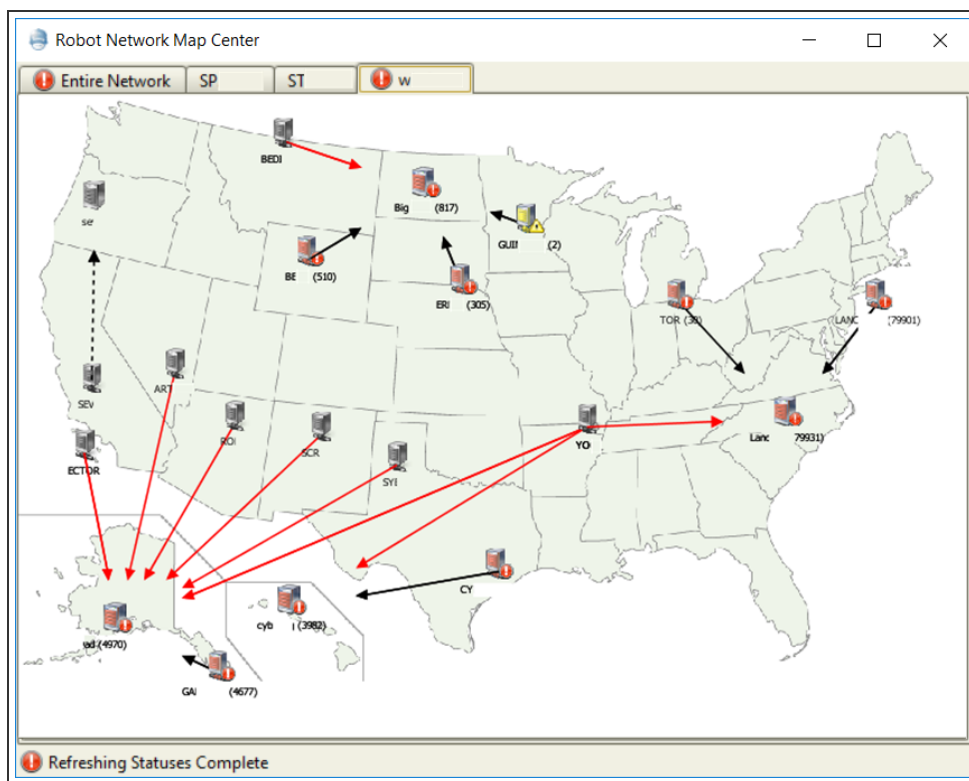 Robot Network Map Center
Entire Network
SP
ST
w
BEDI
Big (817)
GUII (2)
BE (510)
ERI (305)
TOR (30)
LANC (79901)
SEV
ART
ROI
SCR
YO
Lanc 79931)
ECTOR
SYI
CY
cyb (3982)
ad (4970)
GAI (4677)
Refreshing Statuses Complete